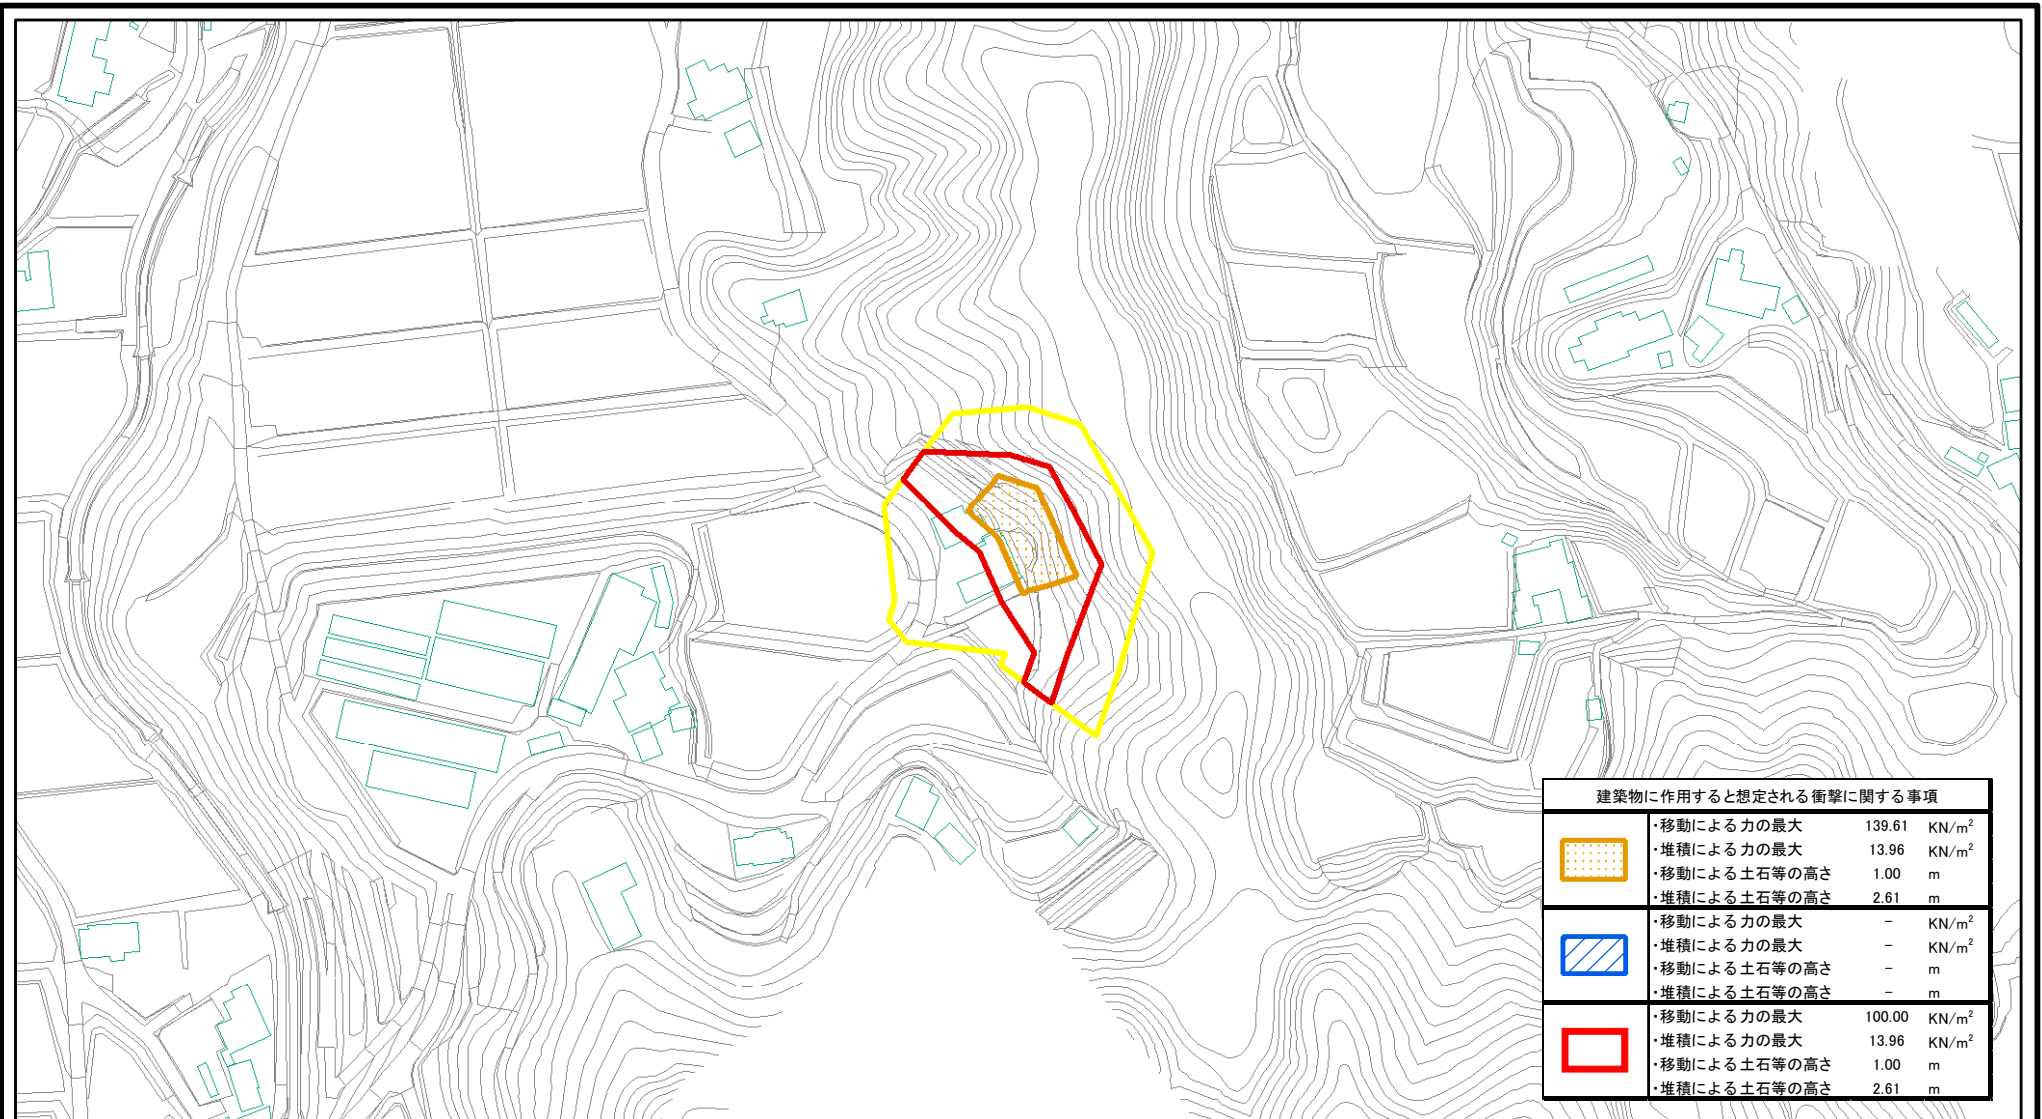 建築物に作用すると想定される衝撃に関する事項
・移動による力の最大 139.61 KN/m²
・堆積による力の最大 13.96 KN/m²
・移動による土石等の高さ 1.00 m
・堆積による土石等の高さ 2.61 m
・移動による力の最大 - KN/m²
・堆積による力の最大 - KN/m²
・移動による土石等の高さ - m
・堆積による土石等の高さ - m
・移動による力の最大 100.00 KN/m²
・堆積による力の最大 13.96 KN/m²
・移動による土石等の高さ 1.00 m
・堆積による土石等の高さ 2.61 m